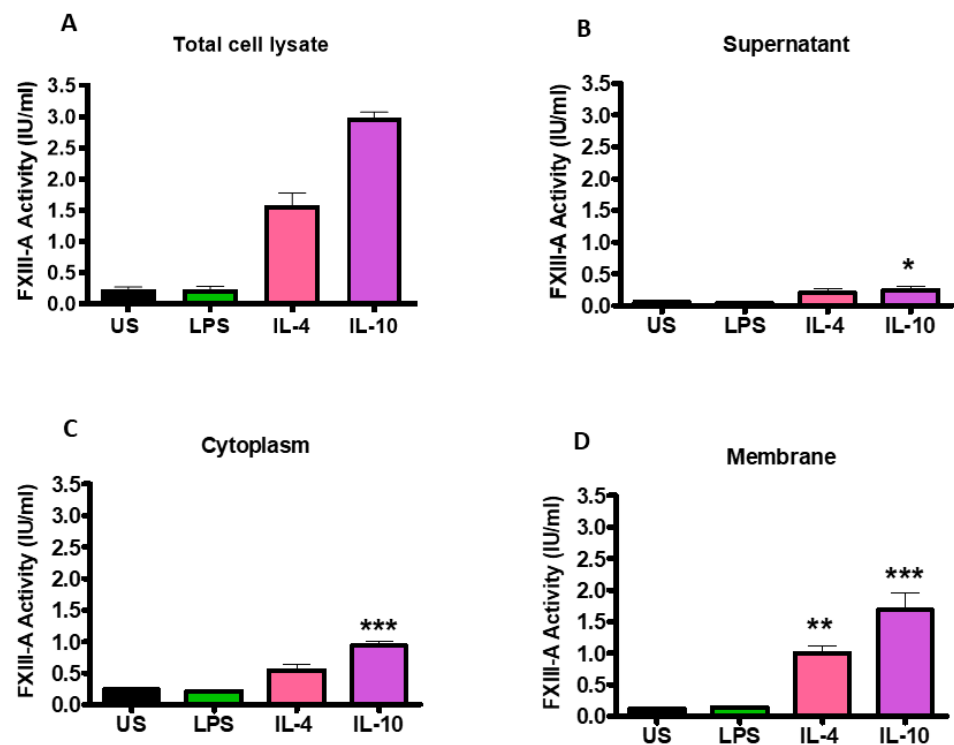 A
Total cell lysate
FXIII-A Activity (IU/ml)
3.5
3.0
2.5
2.0
1.5
1.0
0.5
0.0
US LPS IL-4 IL-10
B
Supernatant
FXIII-A Activity (IU/ml)
3.5
3.0
2.5
2.0
1.5
1.0
0.5
0.0
*
US LPS IL-4 IL-10
C
Cytoplasm
FXIII-A Activity (IU/ml)
3.5
3.0
2.5
2.0
1.5
1.0
0.5
0.0
***
US LPS IL-4 IL-10
D
Membrane
FXIII-A Activity (IU/ml)
3.5
3.0
2.5
2.0
1.5
1.0
0.5
0.0
** ***
US LPS IL-4 IL-10